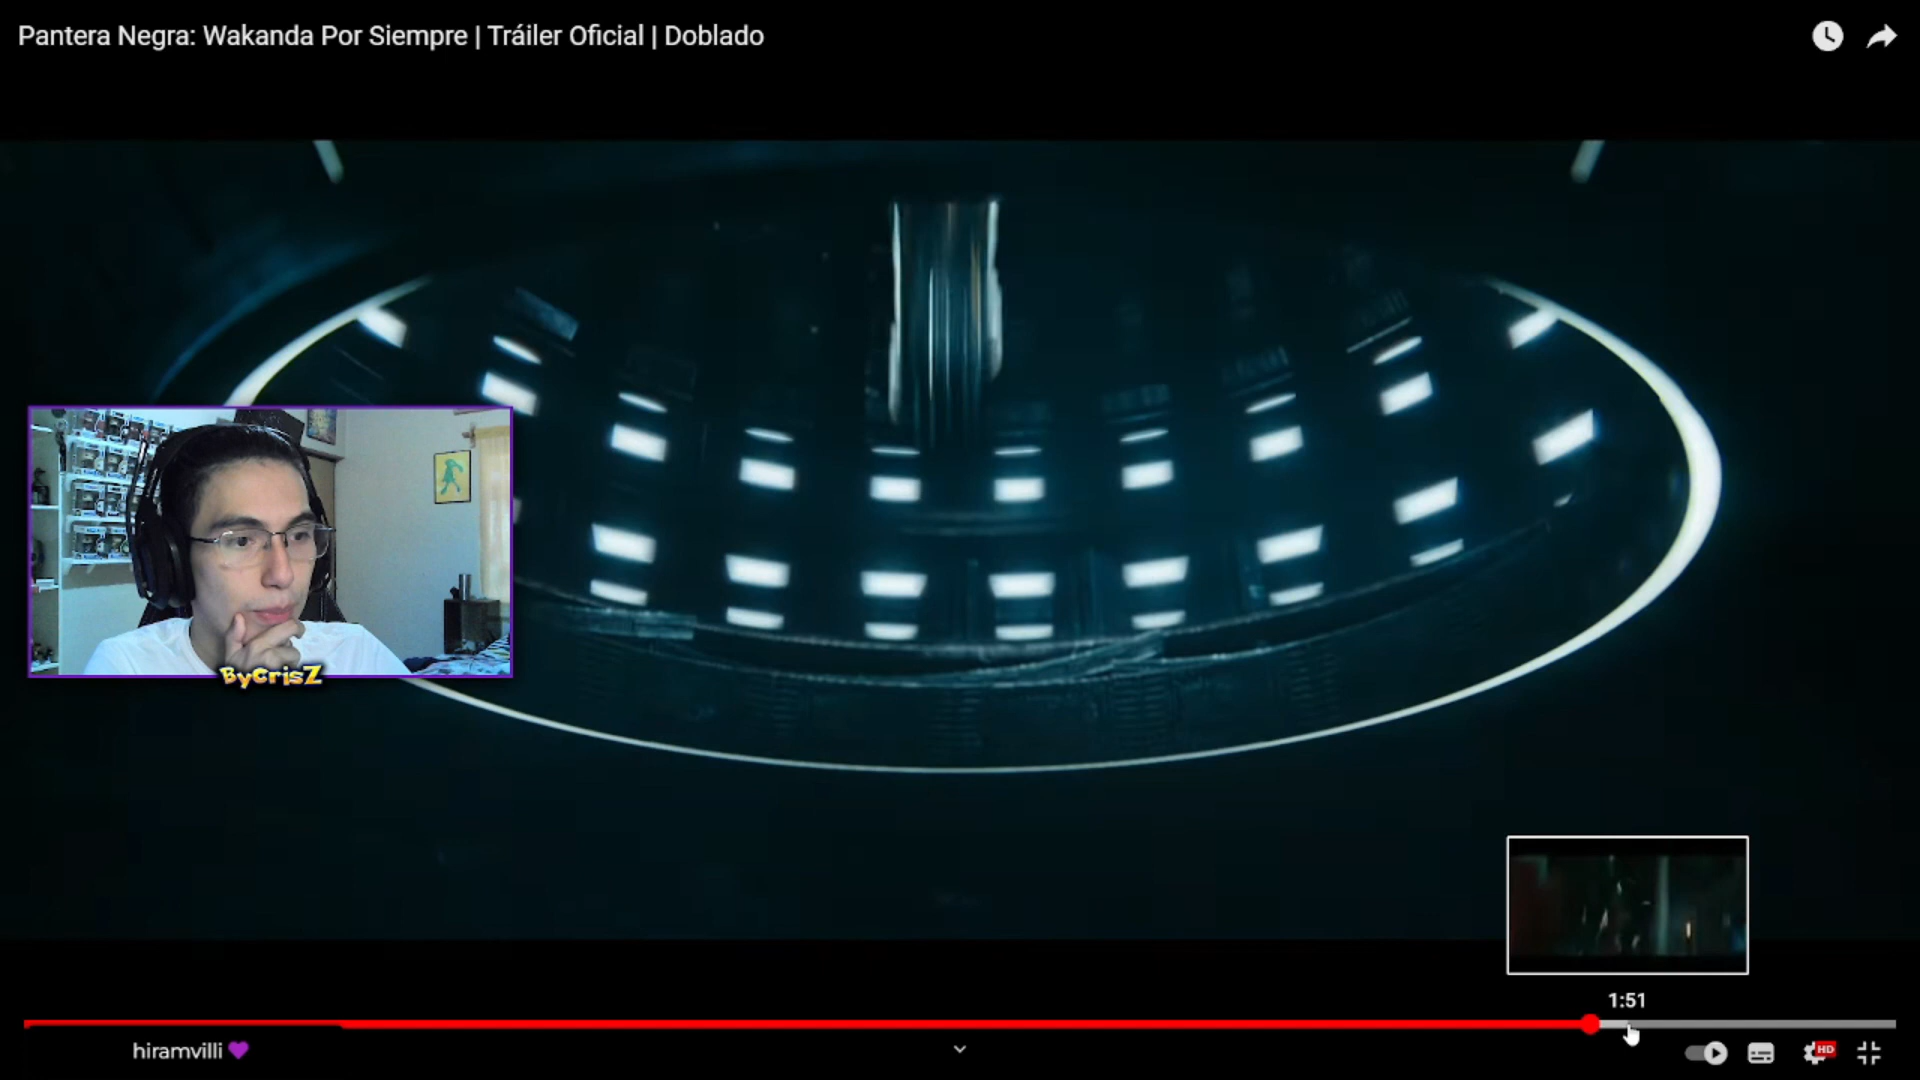 Pantera Negra: Wakanda Por Siempre | Tráiler Oficial | Doblado
ByCrisZ
1:51
hiramvilli 💜
HD